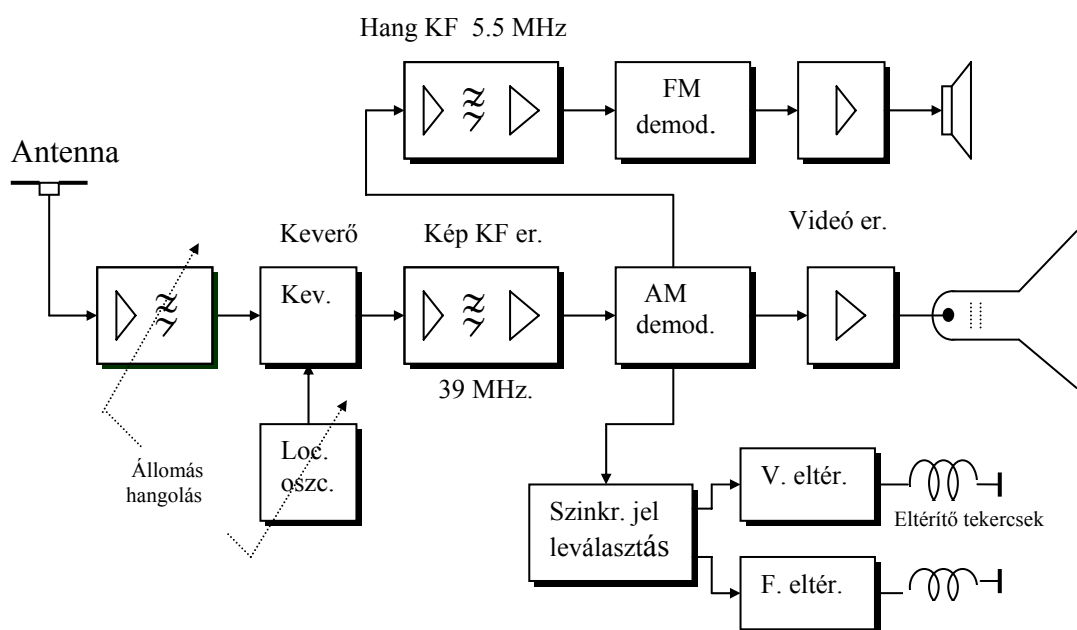 Hang KF 5.5 MHz
FM
demod.
Antenna
Keverő
Kép KF er.
Videó er.
Kev.
AM
demod.
39 MHz.
Állomás
hangolás
Loc.
oszc.
Szinkr. jel
leválasztás
V. eltér.
Eltérítő tekercsek
F. eltér.